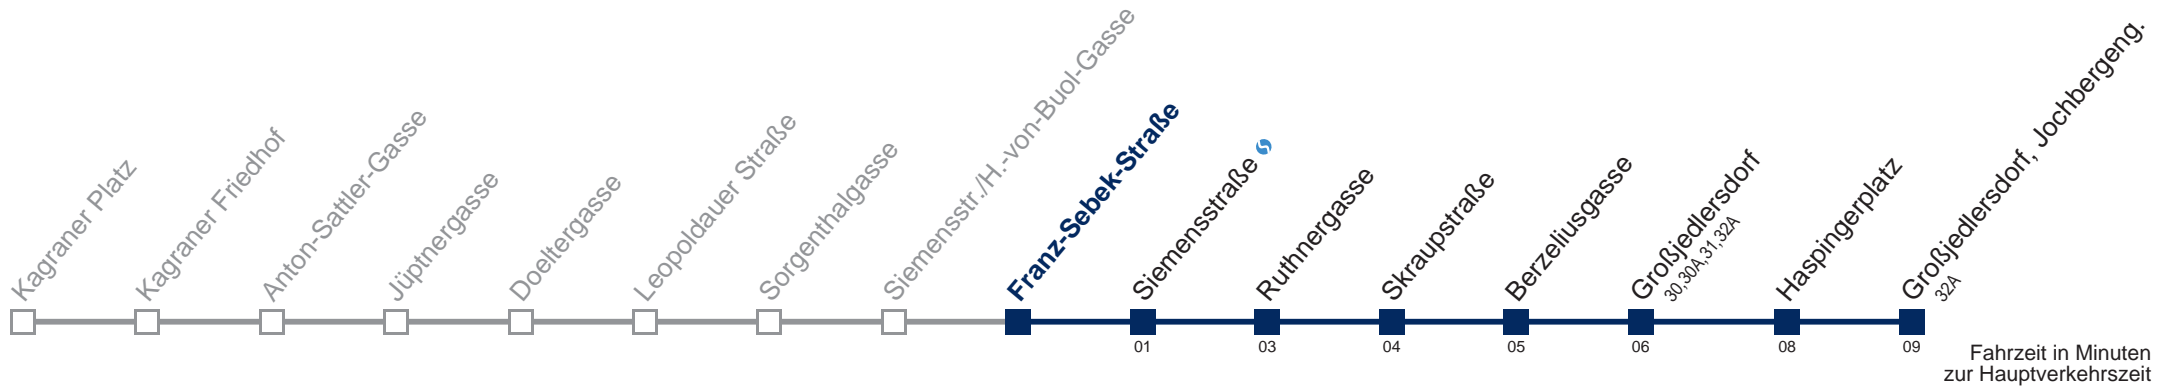 Kagraner Platz
Kagraner Friedhof
Anton-Sattler-Gasse
Jüptnergasse
Doeltergasse
Leopoldauer Straße
Sorgenthalgasse
Siemensstr./H.-von-Buol-Gasse
Franz-Sebek-Straße
Siemensstraße
Ruthnergasse
Skraupstraße
Berzeliusgasse
Großjedlersdorf
30,30A,31,32A
Haspingerplatz
Großjedlersdorf, Jochbergeng.
32A
01
03
04
05
06
08
09
Fahrzeit in Minuten
zur Hauptverkehrszeit